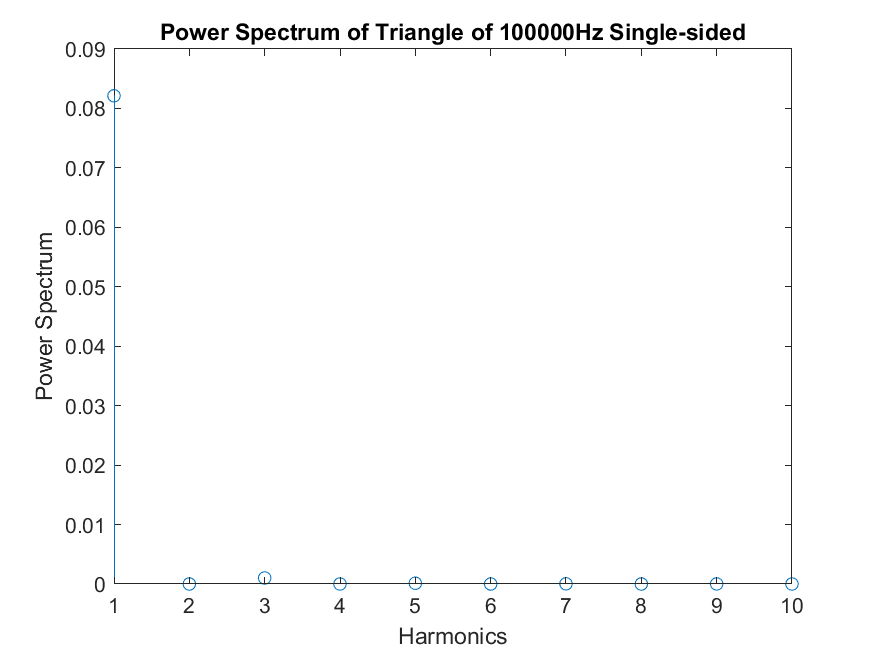 Power Spectrum of Triangle of 100000Hz Single-sided
0.09
0.08
0.07
0.06
0.05
0.04
0.03
0.02
0.01
0
Power Spectrum
1 2 3 4 5 6 7 8 9 10
Harmonics